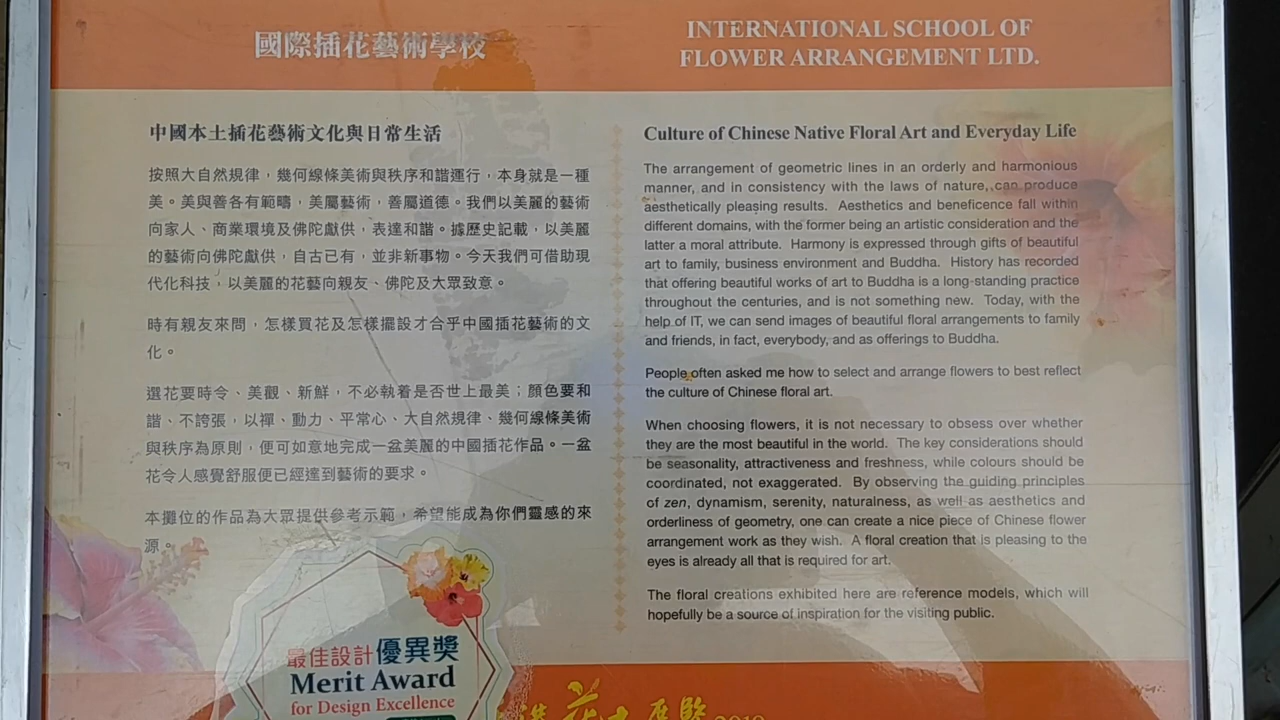 國際插花藝術學校
INTERNATIONAL SCHOOL OF
FLOWER ARRANGEMENT LTD.
中國本土插花藝術文化與日常生活
按照大自然規律，幾何線條美術與秩序和諧運行，本身就是一種
美。美與善各有範疇，美屬藝術，善屬道德。我們以美麗的藝術
向家人、商業環境及佛陀獻供，表達和諧。據歷史記載，以美麗
的藝術向佛陀獻供，自古已有，並非新事物。今天我們可借助現
代化科技，以美麗的花藝向親友、佛陀及大眾致意。
時有親友來問，怎樣買花及怎樣擺設才合乎中國插花藝術的文
化。
選花要時令、美觀、新鮮，不必執着是否世上最美；顏色要和
諧、不誇張，以禪、動力、平常心、大自然規律、幾何線條美術
與秩序為原則，便可如意地完成一盆美麗的中國插花作品。一盆
花令人感覺舒服便已經達到藝術的要求。
本攤位的作品為大眾提供參考示範，希望能成為你們靈感的來
源。
Culture of Chinese Native Floral Art and Everyday Life
The arrangement of geometric lines in an orderly and harmonious
manner, and in consistency with the laws of nature, can produce
aesthetically pleasing results. Aesthetics and beneficence fall within
different domains, with the former being an artistic consideration and the
latter a moral attribute. Harmony is expressed through gifts of beautiful
art to family, business environment and Buddha. History has recorded
that offering beautiful works of art to Buddha is a long-standing practice
throughout the centuries, and is not something new. Today, with the
help of IT, we can send images of beautiful floral arrangements to family
and friends, in fact, everybody, and as offerings to Buddha.
People often asked me how to select and arrange flowers to best reflect
the culture of Chinese floral art.
When choosing flowers, it is not necessary to obsess over whether
they are the most beautiful in the world. The key considerations should
be seasonality, attractiveness and freshness, while colours should be
coordinated, not exaggerated. By observing the guiding principles
of zen, dynamism, serenity, naturalness, as well as aesthetics and
orderliness of geometry, one can create a nice piece of Chinese flower
arrangement work as they wish. A floral creation that is pleasing to the
eyes is already all that is required for art.
The floral creations exhibited here are reference models, which will
hopefully be a source of inspiration for the visiting public.
最佳設計優異獎
Merit Award
for Design Excellence
花